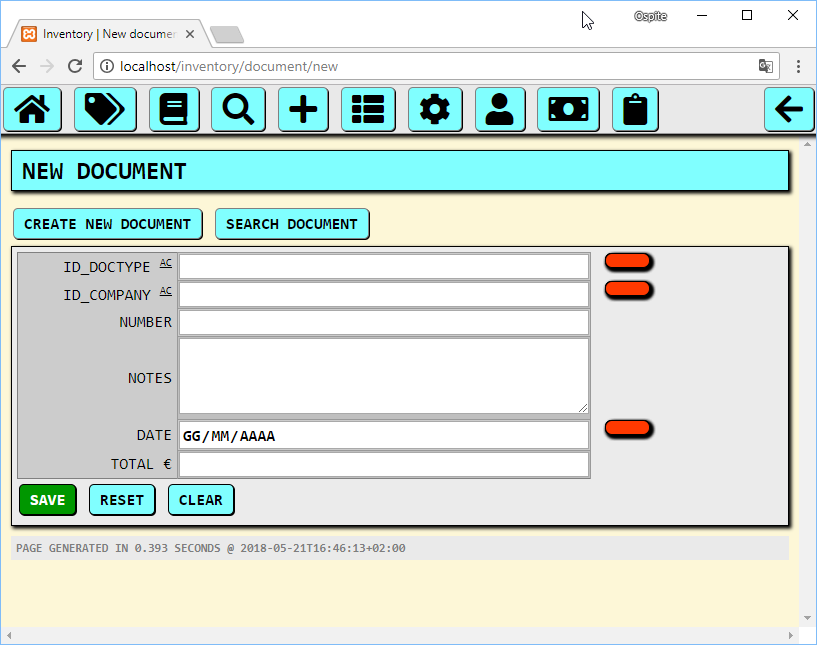 Ospite
Inventory | New documen
localhost/inventory/document/new
NEW DOCUMENT
CREATE NEW DOCUMENT SEARCH DOCUMENT
ID_DOCTYPE AC
ID_COMPANY AC
NUMBER
NOTES
DATE GG/MM/AAAA
TOTAL €
SAVE RESET CLEAR
PAGE GENERATED IN 0.393 SECONDS @ 2018-05-21T16:46:13+02:00